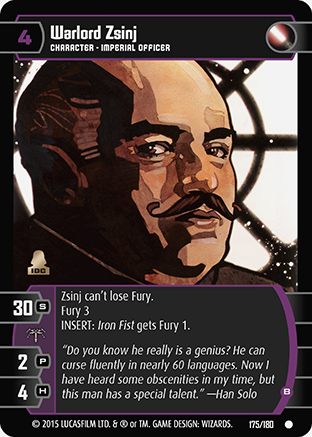 4 Warlord Zsinj
CHARACTER - IMPERIAL OFFICER
IDC
30 S
Zsinj can't lose Fury.
Fury 3
INSERT: Iron Fist gets Fury 1.
2 P
4 H
"Do you know he really is a genius? He can
curse fluently in nearly 60 languages. Now I
have heard some obscenities in my time, but
this man has a special talent." —Han Solo
B
© 2015 LUCASFILM LTD. & ® or TM. GAME DESIGN: WIZARDS. 175/180